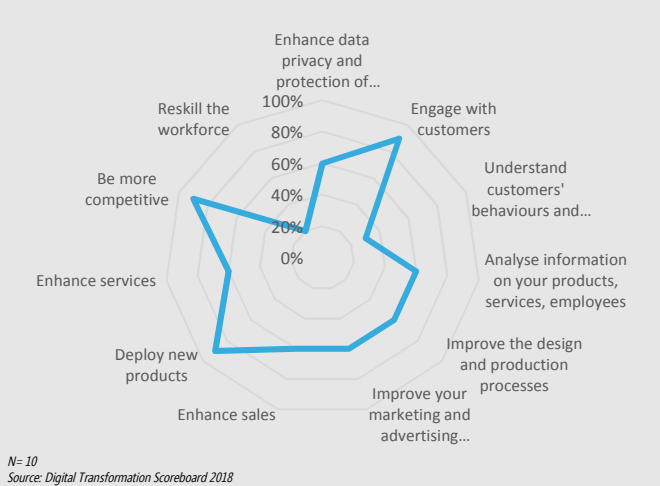 Enhance data
privacy and
protection of…
100%
80%
60%
40%
20%
0%
Engage with
customers
Understand
customers'
behaviours and…
Analyse information
on your products,
services, employees
Improve the design
and production
processes
Improve your
marketing and
advertising…
Enhance sales
Deploy new
products
Enhance services
Be more
competitive
Reskill the
workforce
N= 10
Source: Digital Transformation Scoreboard 2018